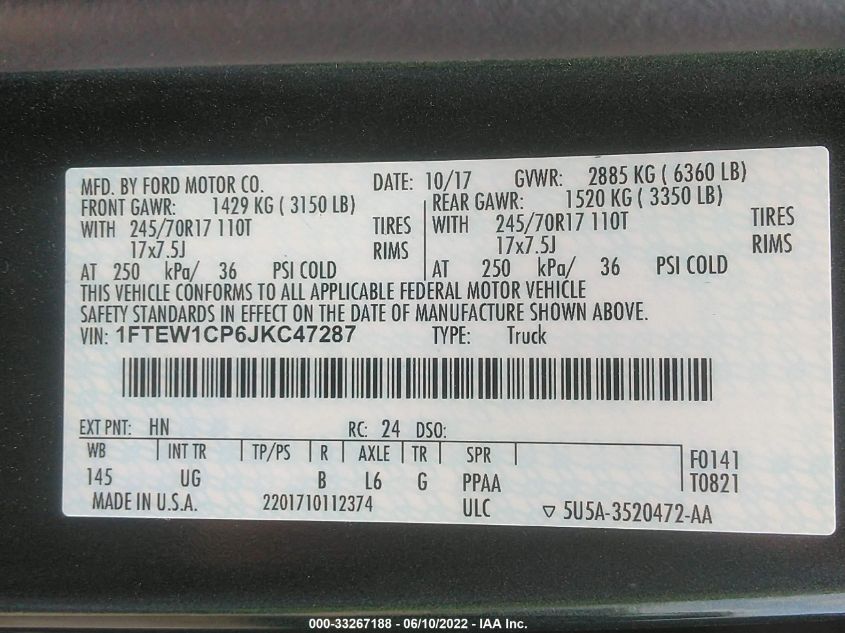 MFD. BY FORD MOTOR CO. DATE: 10/17 GVWR: 2885 KG ( 6360 LB)
FRONT GAWR: 1429 KG ( 3150 LB) REAR GAWR: 1520 KG ( 3350 LB)
WITH 245/70R17 110T TIRES WITH 245/70R17 110T TIRES
17x7.5J RIMS 17x7.5J RIMS
AT 250 kPa/ 36 PSI COLD AT 250 kPa/ 36 PSI COLD
THIS VEHICLE CONFORMS TO ALL APPLICABLE FEDERAL MOTOR VEHICLE
SAFETY STANDARDS IN EFFECT ON THE DATE OF MANUFACTURE SHOWN ABOVE.
VIN: 1FTEW1CP6JKC47287 TYPE: Truck
EXT PNT: HN RC: 24 DSO:
WB INT TR TP/PS R AXLE TR SPR F0141
145 UG B L6 G PPAA T0821
MADE IN U.S.A. 2201710112374 ULC ▽ 5U5A-3520472-AA
000-33267188 - 06/10/2022 - IAA Inc.